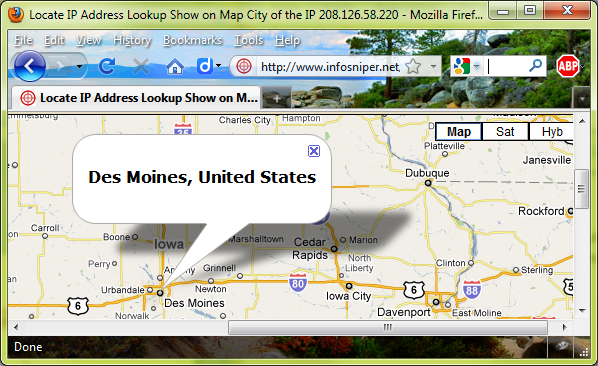 Locate IP Address Lookup Show on Map City of the IP 208.126.58.220 - Mozilla Firef...
File Edit View History Bookmarks Tools Help
http://www.infosniper.net/
ABP
Locate IP Address Lookup Show on M...
Map Sat Hyb
Charles City
Hampton
Platteville
Janesville
Des Moines, United States
Dubuque
Rockford
Carroll
Boone
Iowa
Marshalltown
Cedar Rapids
Marion
North Liberty
Clinton
Sterling
Grinnell
Newton
Urbandale
80
88
6
Des Moines
Iowa City
6
Norwalk
Davenport
East Moline
Done